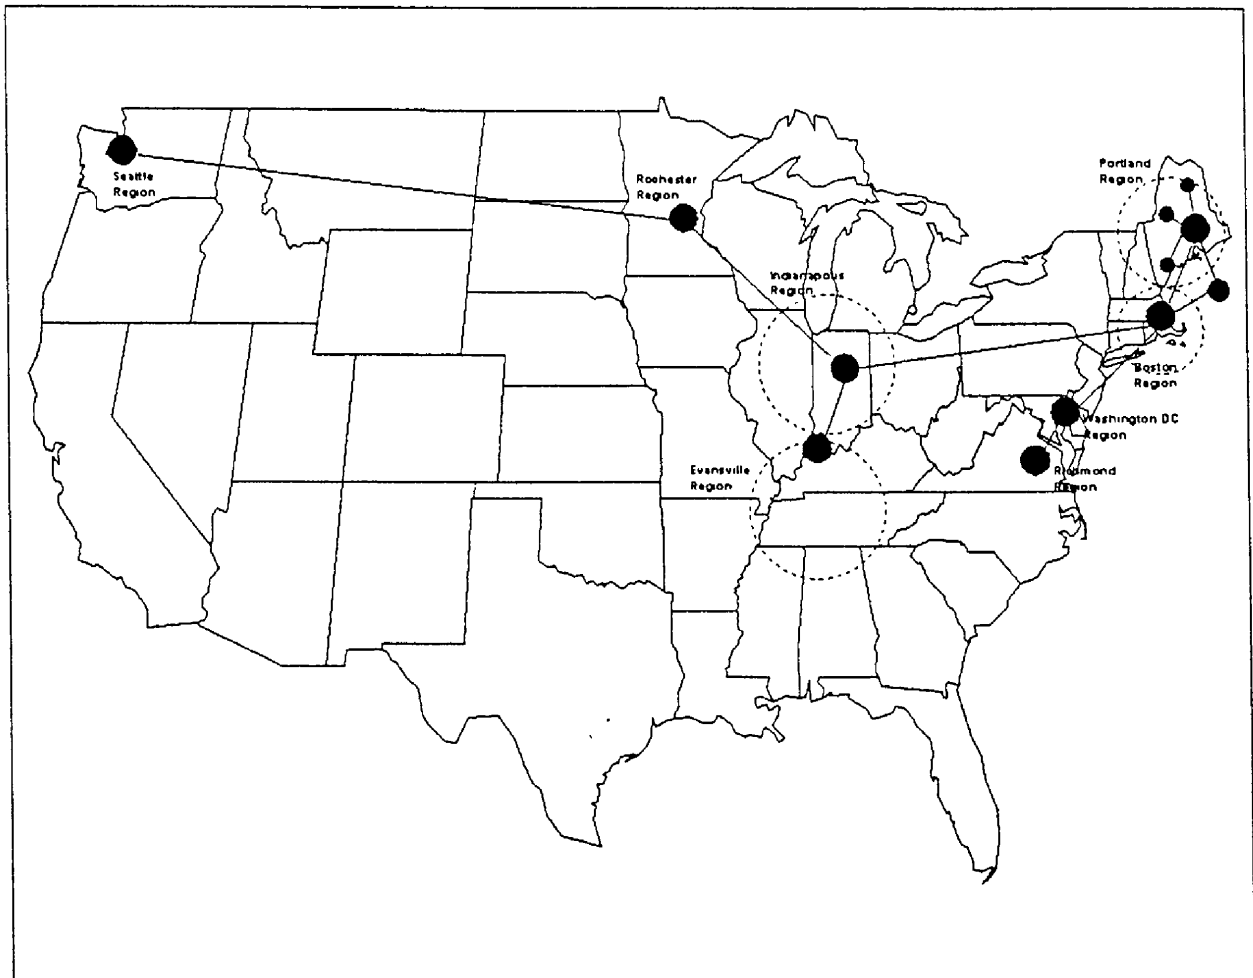 Portland
Region
Seattle
Region
Rochester
Region
Indianapolis
Region
Boston
Region
Washington DC
Region
Evansville
Region
Richmond
Region